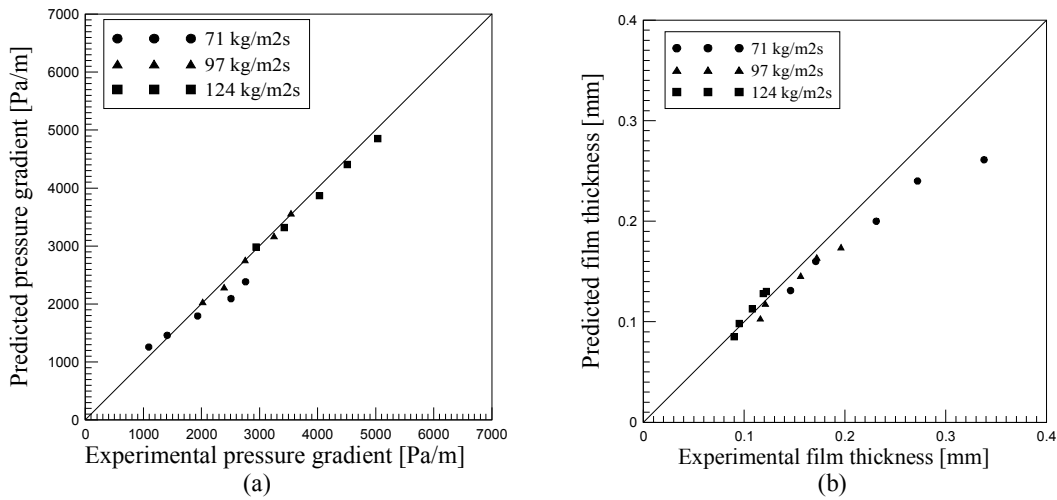 7000
6000
5000
4000
3000
2000
1000
0
Predicted pressure gradient [Pa/m]
71 kg/m2s
97 kg/m2s
124 kg/m2s
0 1000 2000 3000 4000 5000 6000 7000
Experimental pressure gradient [Pa/m]
(a)
0.4
0.3
0.2
0.1
0
Predicted film thickness [mm]
71 kg/m2s
97 kg/m2s
124 kg/m2s
0 0.1 0.2 0.3 0.4
Experimental film thickness [mm]
(b)